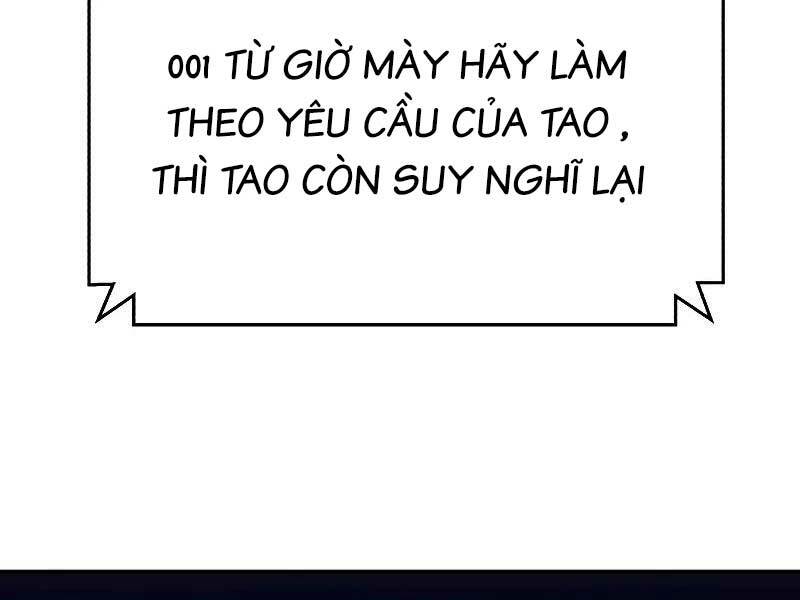 001 TỪ GIỜ MÀY HÃY LÀM
THEO YÊU CẦU CỦA TAO ,
THÌ TAO CÒN SUY NGHĨ LẠI